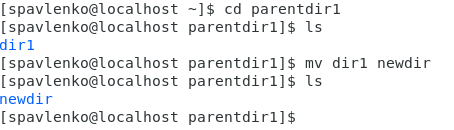 [spavlenko@localhost ~]$ cd parentdir1
[spavlenko@localhost parentdir1]$ ls
dir1
[spavlenko@localhost parentdir1]$ mv dir1 newdir
[spavlenko@localhost parentdir1]$ ls
newdir
[spavlenko@localhost parentdir1]$